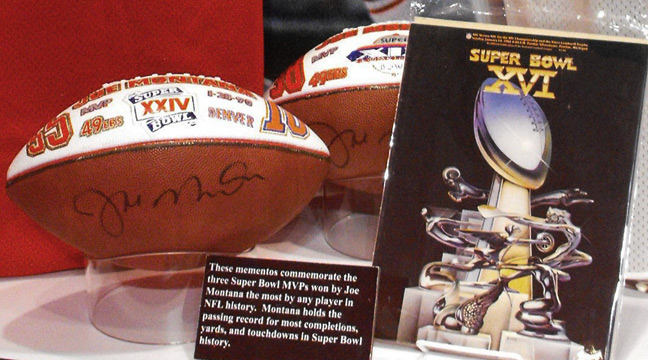 JOE MONTANA
MVP
SUPER
XXIV
BOWL
1-28-90
55
49ERS
DENVER
10
49ERS
SUPER BOWL
XVI
These mementos commemorate the
three Super Bowl MVPs won by Joe
Montana the most by any player in
NFL history. Montana holds the
passing record for most completions,
yards, and touchdowns in Super Bowl
history.